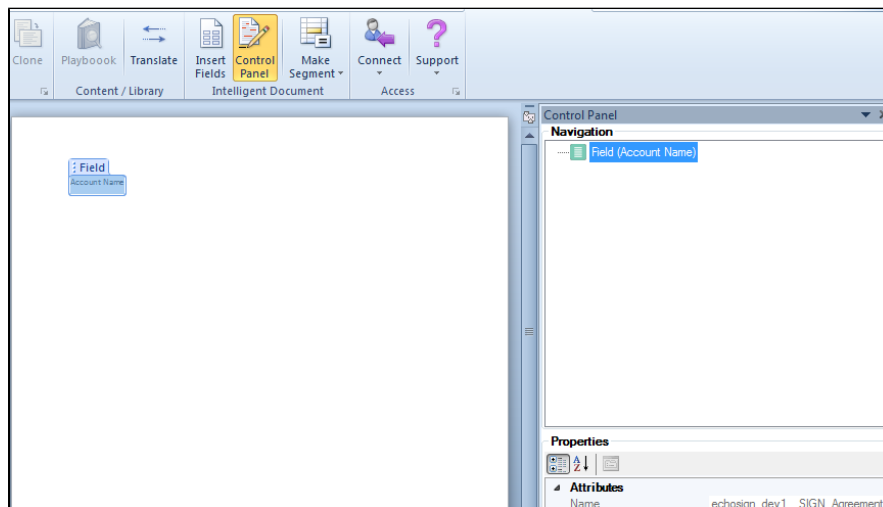 Clone
Playboook
Translate
Insert Fields
Control Panel
Make Segment
Connect
Support
Content / Library
Intelligent Document
Access
Control Panel
Navigation
Field (Account Name)
Field
Account Name
Properties
Attributes
Name echosign_dev1__SIGN_Agreement